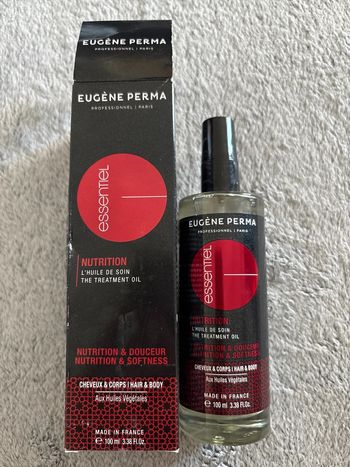 EUGÈNE PERMA
PROFESSIONNEL | PARIS
EUGÈNE PERMA
PROFESSIONNEL | PARIS
essentiel
NUTRITION
L'HUILE DE SOIN
THE TREATMENT OIL
NUTRITION & DOUCEUR
NUTRITION & SOFTNESS
CHEVEUX & CORPS | HAIR & BODY
Aux Huiles Végétales
MADE IN FRANCE
e 100 ml 3.38 Fl.Oz.
EUGÈNE PERMA
PROFESSIONNEL | PARIS
essentiel
NUTRITION
L'HUILE DE SOIN
THE TREATMENT OIL
NUTRITION & DOUCEUR
NUTRITION & SOFTNESS
CHEVEUX & CORPS | HAIR & BODY
Aux Huiles Végétales
MADE IN FRANCE
e 100 ml 3.38 Fl.Oz.